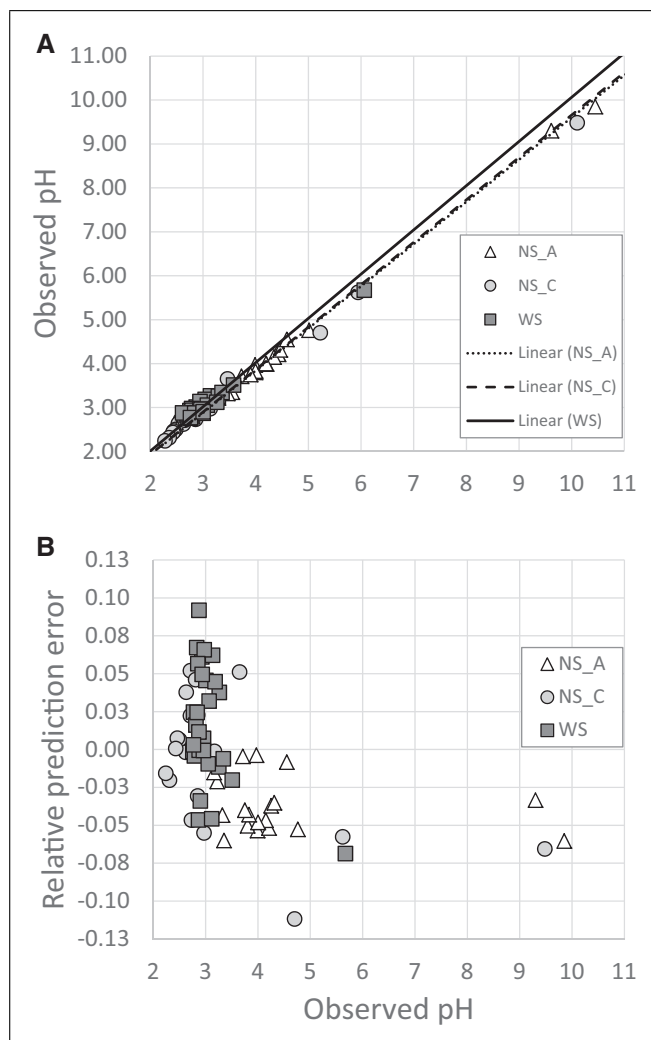 A
11.00
10.00
9.00
8.00
7.00
6.00
5.00
4.00
3.00
2.00
Observed pH
2 3 4 5 6 7 8 9 10 11
NS_A
NS_C
WS
Linear (NS_A)
Linear (NS_C)
Linear (WS)
B
0.13
0.10
0.08
0.05
0.03
0.00
-0.03
-0.05
-0.08
-0.10
-0.13
Relative prediction error
2 3 4 5 6 7 8 9 10 11
Observed pH
NS_A
NS_C
WS